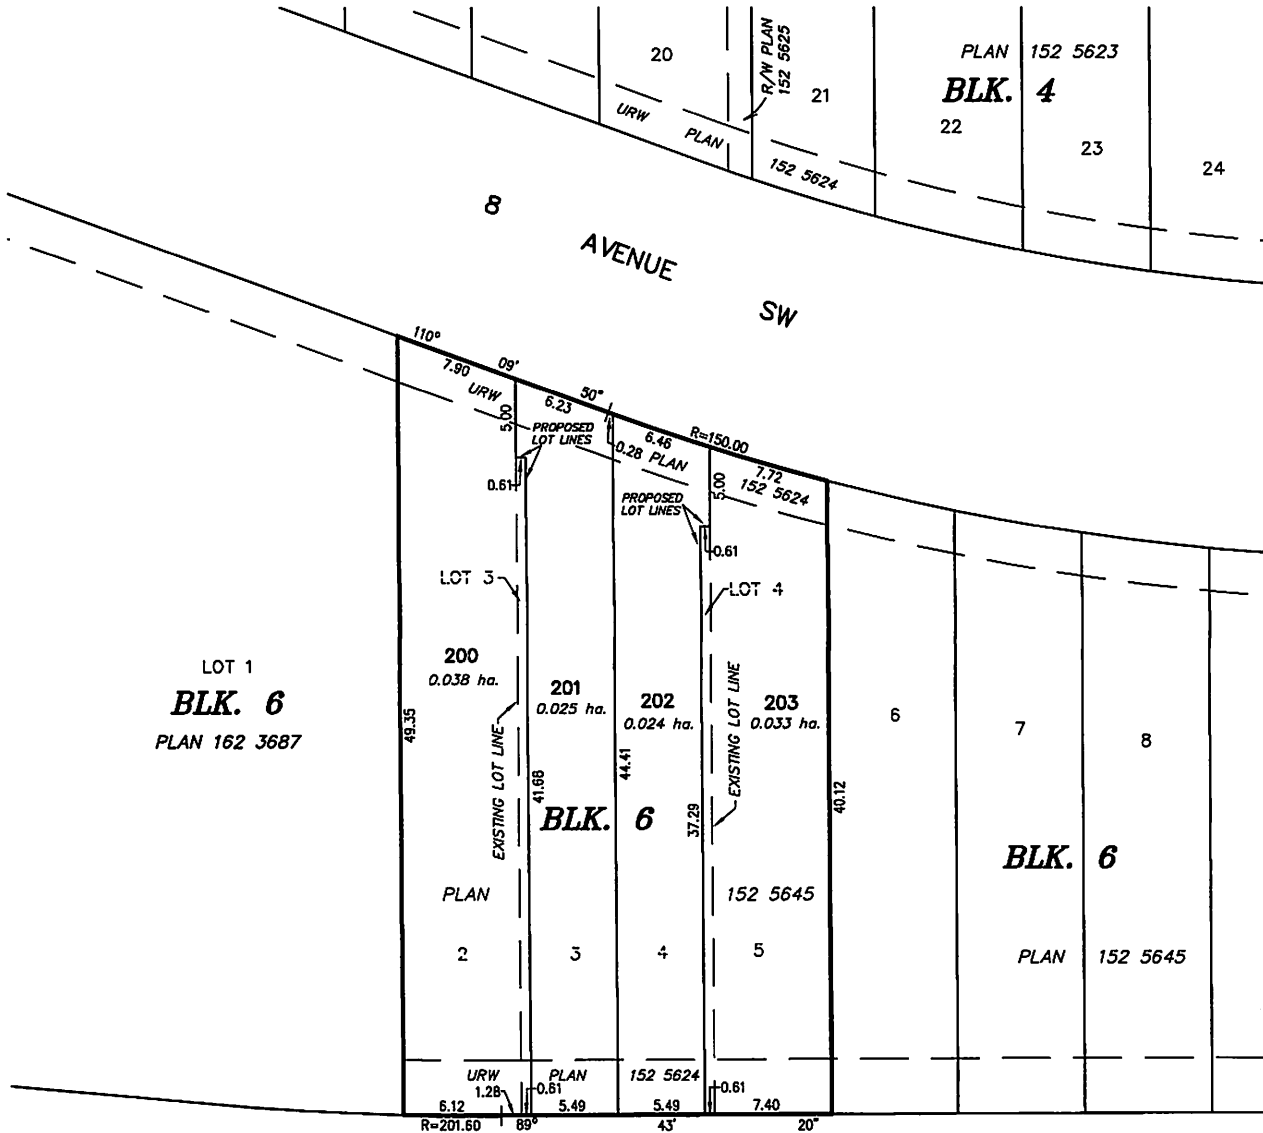 20
R/W PLAN
152 5625
21
PLAN 152 5623
BLK. 4
22
23
24
URW PLAN
152 5624
8 AVENUE SW
110° 09' 50"
7.90
URW
5.00
6.23
PROPOSED
LOT LINES
0.61
6.46
0.28
PLAN
R=150.00
7.72
152 5624
5.00
PROPOSED
LOT LINES
0.61
LOT 3
LOT 4
LOT 1
BLK. 6
PLAN 162 3687
200
0.038 ha.
201
0.025 ha.
202
0.024 ha.
203
0.033 ha.
6
7
8
49.35
EXISTING LOT LINE
41.68
44.41
37.29
EXISTING LOT LINE
40.12
BLK. 6
BLK. 6
PLAN
152 5645
2
3
4
5
PLAN 152 5645
URW PLAN 152 5624
1.28
0.61
0.61
6.12
5.49
5.49
7.40
R=201.60
89° 43' 20"